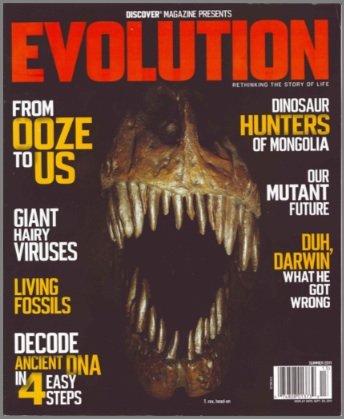 DISCOVER® MAGAZINE PRESENTS
EVOLUTION
RETHINKING THE STORY OF LIFE
FROM
OOZE
TO US
GIANT
HAIRY
VIRUSES
LIVING
FOSSILS
DECODE
ANCIENT DNA
IN 4 EASY
STEPS
DINOSAUR
HUNTERS
OF MONGOLIA
OUR
MUTANT
FUTURE
DUH,
DARWIN
WHAT HE
GOT
WRONG
T. rex, head-on
SUMMER 2011